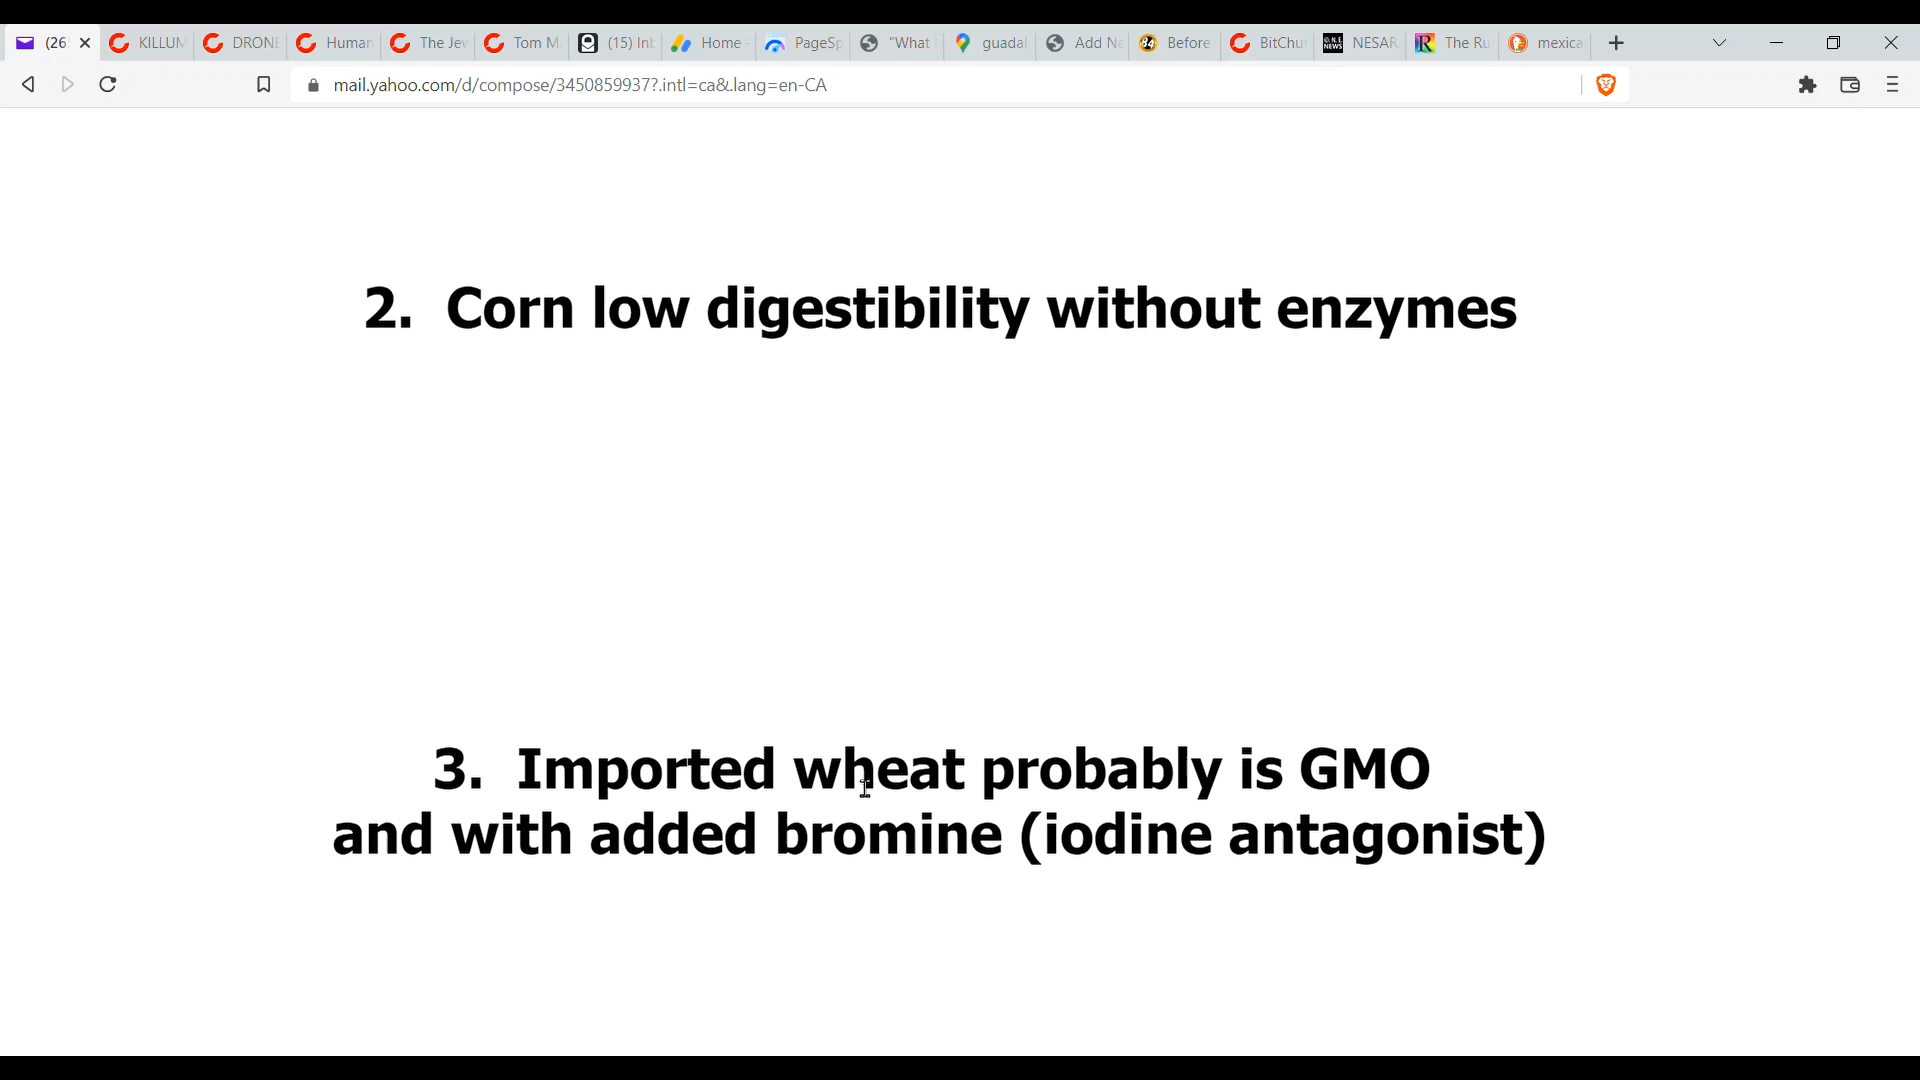 (26
KILLUM
DRONE
Human
The Jew
Tom M
(15) Inb
Home -
PageSp
"What
guadal
Add Ne
Before
BitChut
NESAR
The Ru
mexica
mail.yahoo.com/d/compose/3450859937?.intl=ca&.lang=en-CA
2. Corn low digestibility without enzymes
3. Imported wheat probably is GMO
and with added bromine (iodine antagonist)